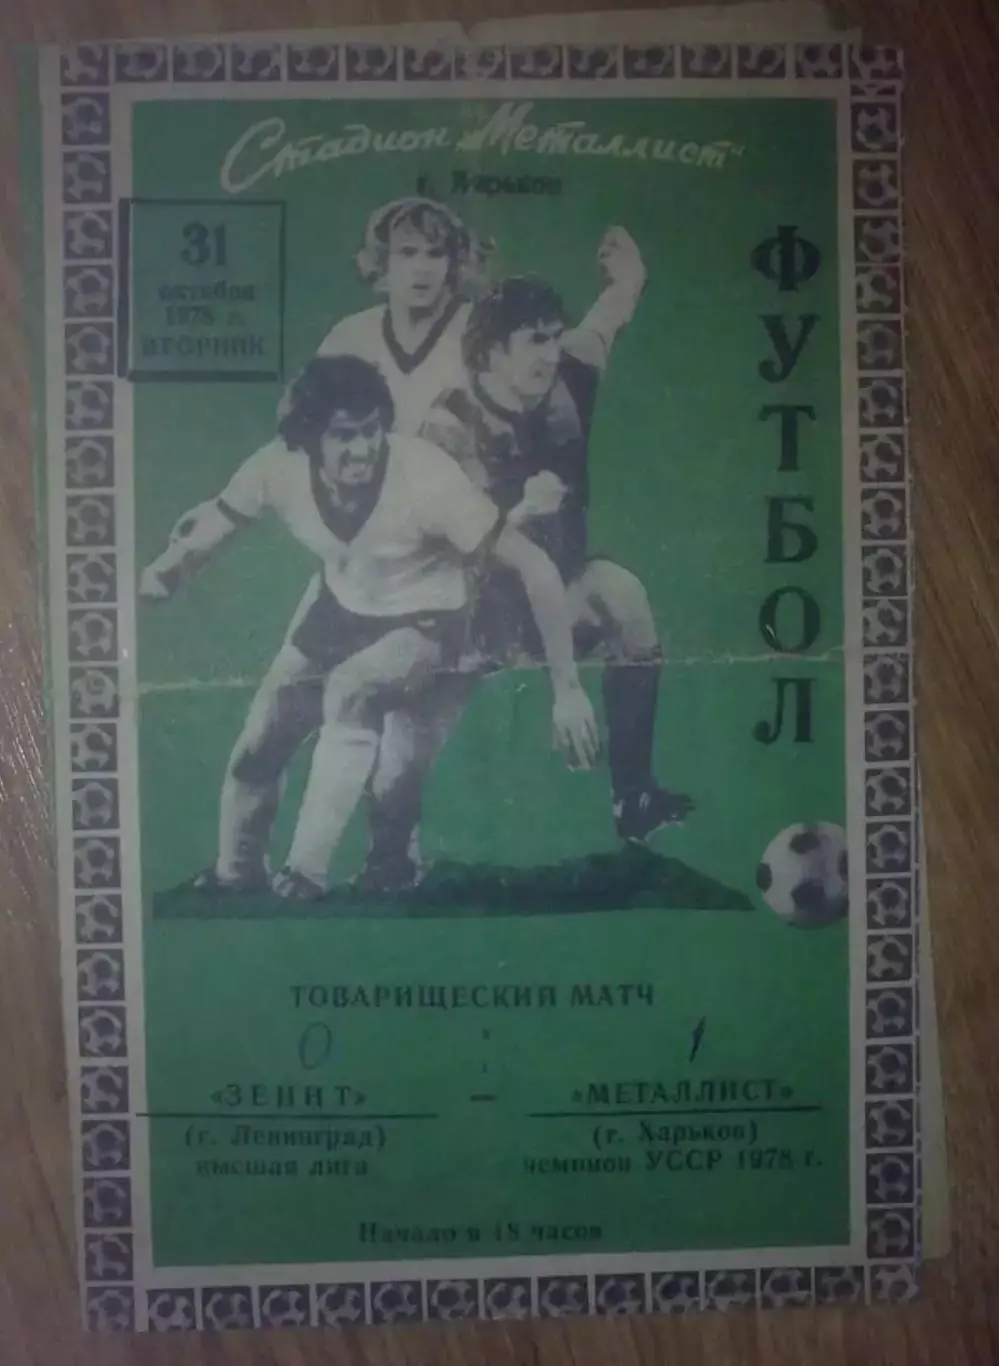 Стадион „Металлист“
г. Харьков
31
октября
1978 г.
ВТОРНИК
ФУТБОЛ
ТОВАРИЩЕСКИЙ МАТЧ
0 : 1
«ЗЕНИТ» — «МЕТАЛЛИСТ»
(г. Ленинград) (г. Харьков)
высшая лига чемпион УССР 1978 г.
Начало в 18 часов